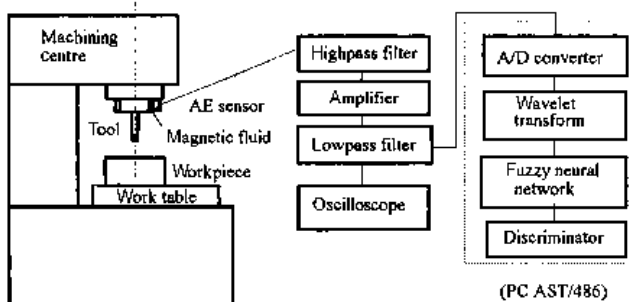 Machining
centre
AE sensor
Tool
Magnetic fluid
Workpiece
Work table
Highpass filter
Amplifier
Lowpass filter
Oscilloscope
A/D converter
Wavelet
transform
Fuzzy neural
network
Discriminator
(PC AST/486)